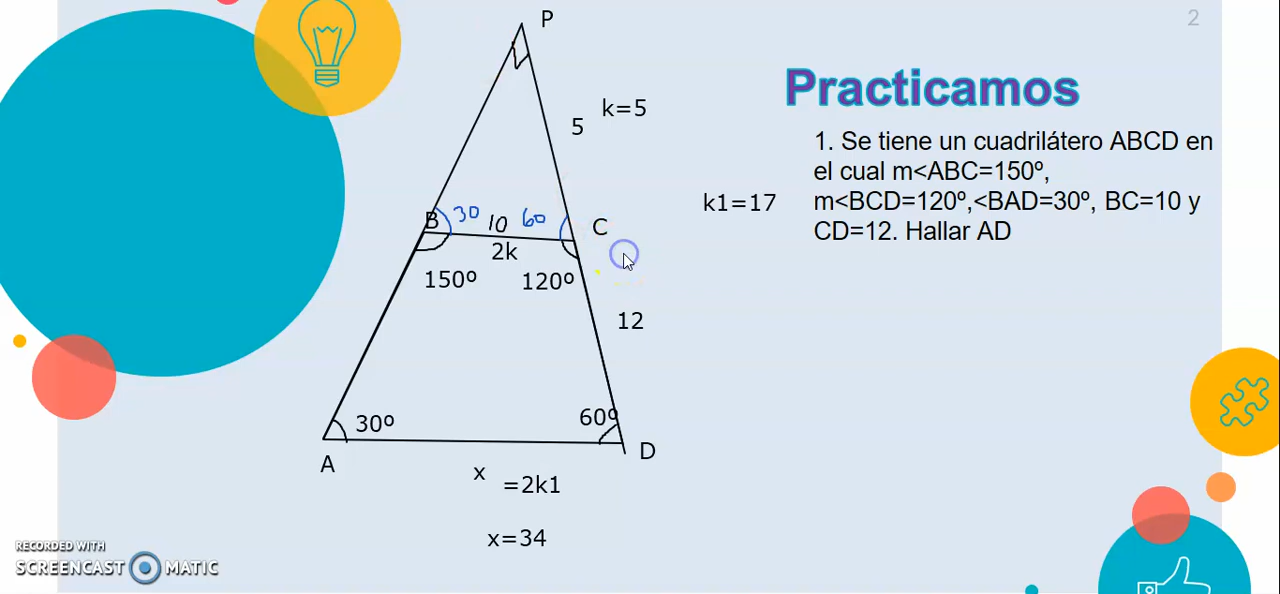 2
P
k=5
5
Practicamos
1. Se tiene un cuadrilátero ABCD en
el cual m<ABC=150º,
m<BCD=120º,<BAD=30º, BC=10 y
CD=12. Hallar AD
k1=17
B 30 10 60 C
2k
150º 120º
12
30º 60º
A D
x =2k1
x=34
RECORDED WITH
SCREENCAST MATIC